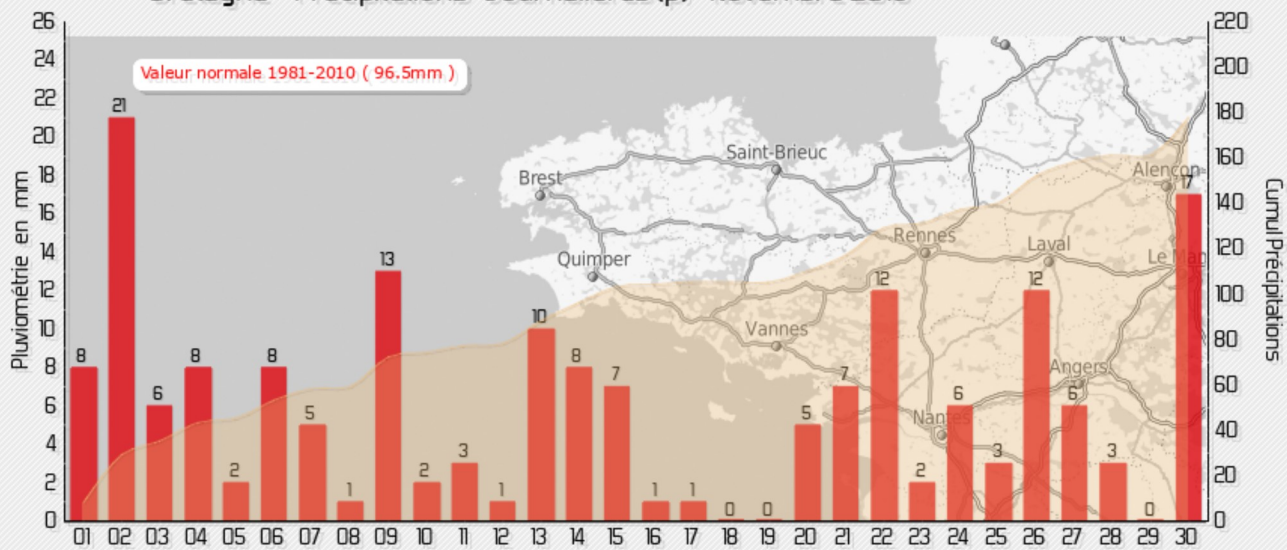 26
24
22
20
18
16
14
12
10
8
6
4
2
0
Pluviométrie en mm
Valeur normale 1981-2010 ( 96.5mm )
220
200
180
160
140
120
100
80
60
40
20
0
Cumul Précipitations
8 21 6 8 2 8 5 1 13 2 3 1 10 8 7 1 1 0 0 5 7 12 2 6 3 12 6 3 0 17
Brest
Saint-Brieuc
Alençon
Quimper
Rennes
Laval
Vannes
Angers
Nantes
01 02 03 04 05 06 07 08 09 10 11 12 13 14 15 16 17 18 19 20 21 22 23 24 25 26 27 28 29 30